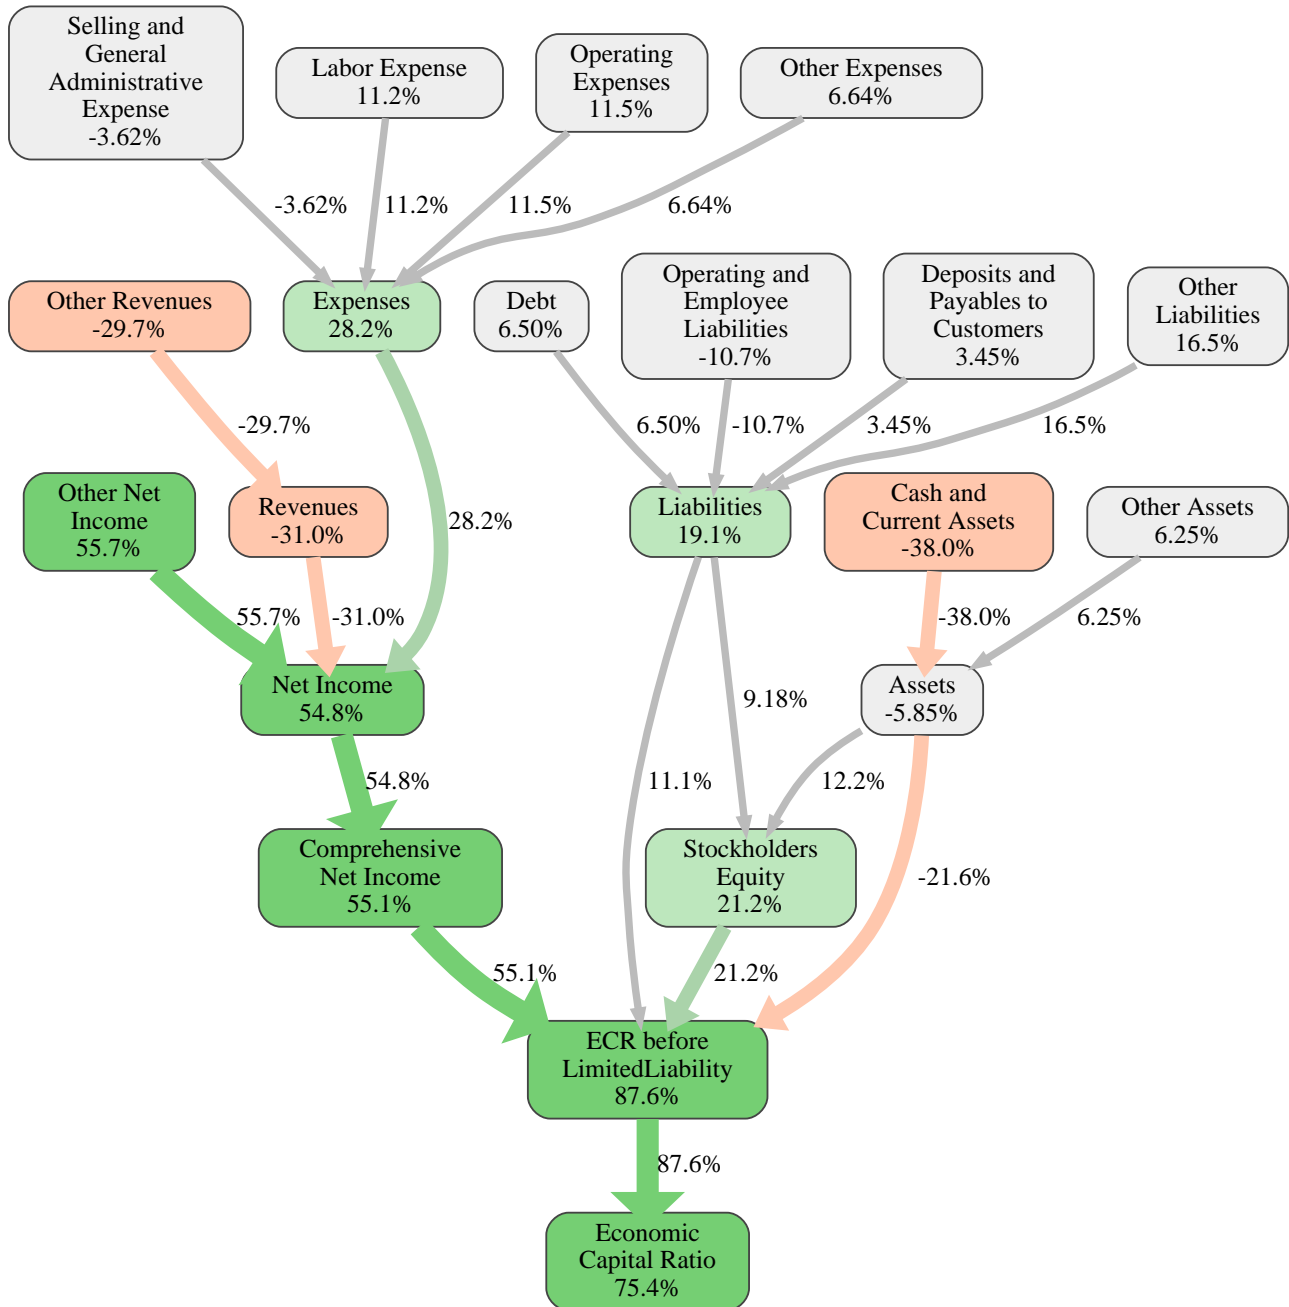 Selling and
General
Administrative
Expense
-3.62%
Labor Expense
11.2%
Operating
Expenses
11.5%
Other Expenses
6.64%
-3.62%
11.2%
11.5%
6.64%
Other Revenues
-29.7%
Expenses
28.2%
Debt
6.50%
Operating and
Employee
Liabilities
-10.7%
Deposits and
Payables to
Customers
3.45%
Other
Liabilities
16.5%
-29.7%
6.50%
-10.7%
3.45%
16.5%
Other Net
Income
55.7%
Revenues
-31.0%
28.2%
Liabilities
19.1%
Cash and
Current Assets
-38.0%
Other Assets
6.25%
55.7%
-31.0%
-38.0%
6.25%
Net Income
54.8%
9.18%
Assets
-5.85%
54.8%
11.1%
12.2%
Comprehensive
Net Income
55.1%
Stockholders
Equity
21.2%
-21.6%
55.1%
21.2%
ECR before
LimitedLiability
87.6%
87.6%
Economic
Capital Ratio
75.4%